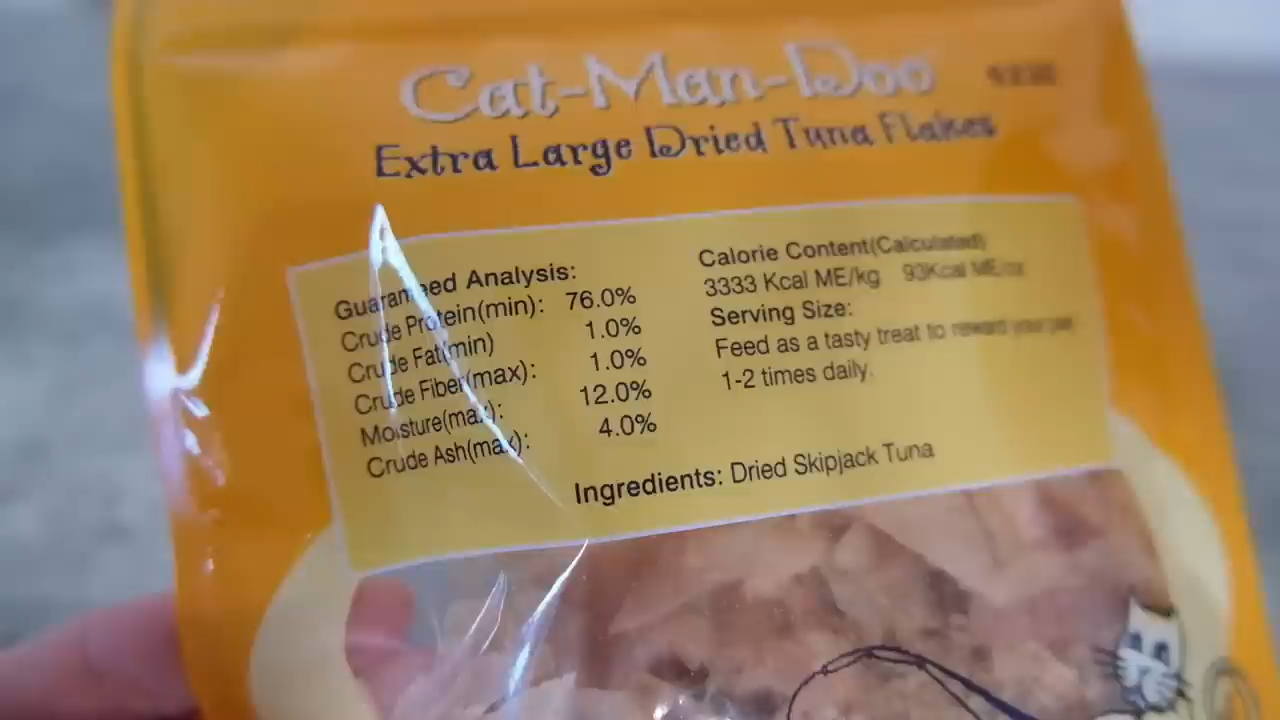 Cat-Man-Doo
Extra Large Dried Tuna Flakes
Guaranteed Analysis:
Crude Protein(min): 76.0%
Crude Fat(min) 1.0%
Crude Fiber(max): 1.0%
Moisture(max): 12.0%
Crude Ash(max): 4.0%
Calorie Content(Calculated)
3333 Kcal ME/kg 93Kcal ME/oz
Serving Size:
Feed as a tasty treat to reward your pet
1-2 times daily.
Ingredients: Dried Skipjack Tuna